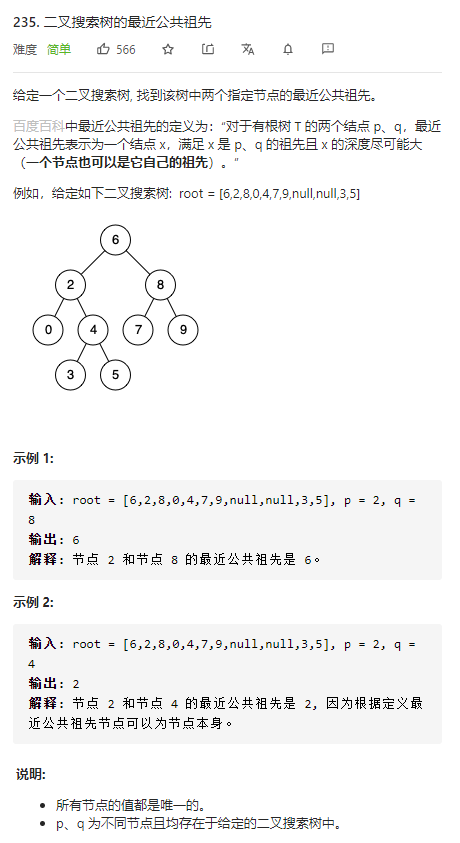 235. 二叉搜索树的最近公共祖先
难度 简单 566
给定一个二叉搜索树, 找到该树中两个指定节点的最近公共祖先。
百度百科中最近公共祖先的定义为：“对于有根树 T 的两个结点 p、q，最近
公共祖先表示为一个结点 x，满足 x 是 p、q 的祖先且 x 的深度尽可能大
（一个节点也可以是它自己的祖先）。”
例如，给定如下二叉搜索树: root = [6,2,8,0,4,7,9,null,null,3,5]
6
2 8
0 4 7 9
3 5
示例 1:
输入: root = [6,2,8,0,4,7,9,null,null,3,5], p = 2, q =
8
输出: 6
解释: 节点 2 和节点 8 的最近公共祖先是 6。
示例 2:
输入: root = [6,2,8,0,4,7,9,null,null,3,5], p = 2, q =
4
输出: 2
解释: 节点 2 和节点 4 的最近公共祖先是 2, 因为根据定义最
近公共祖先节点可以为节点本身。
说明:
• 所有节点的值都是唯一的。
• p、q 为不同节点且均存在于给定的二叉搜索树中。